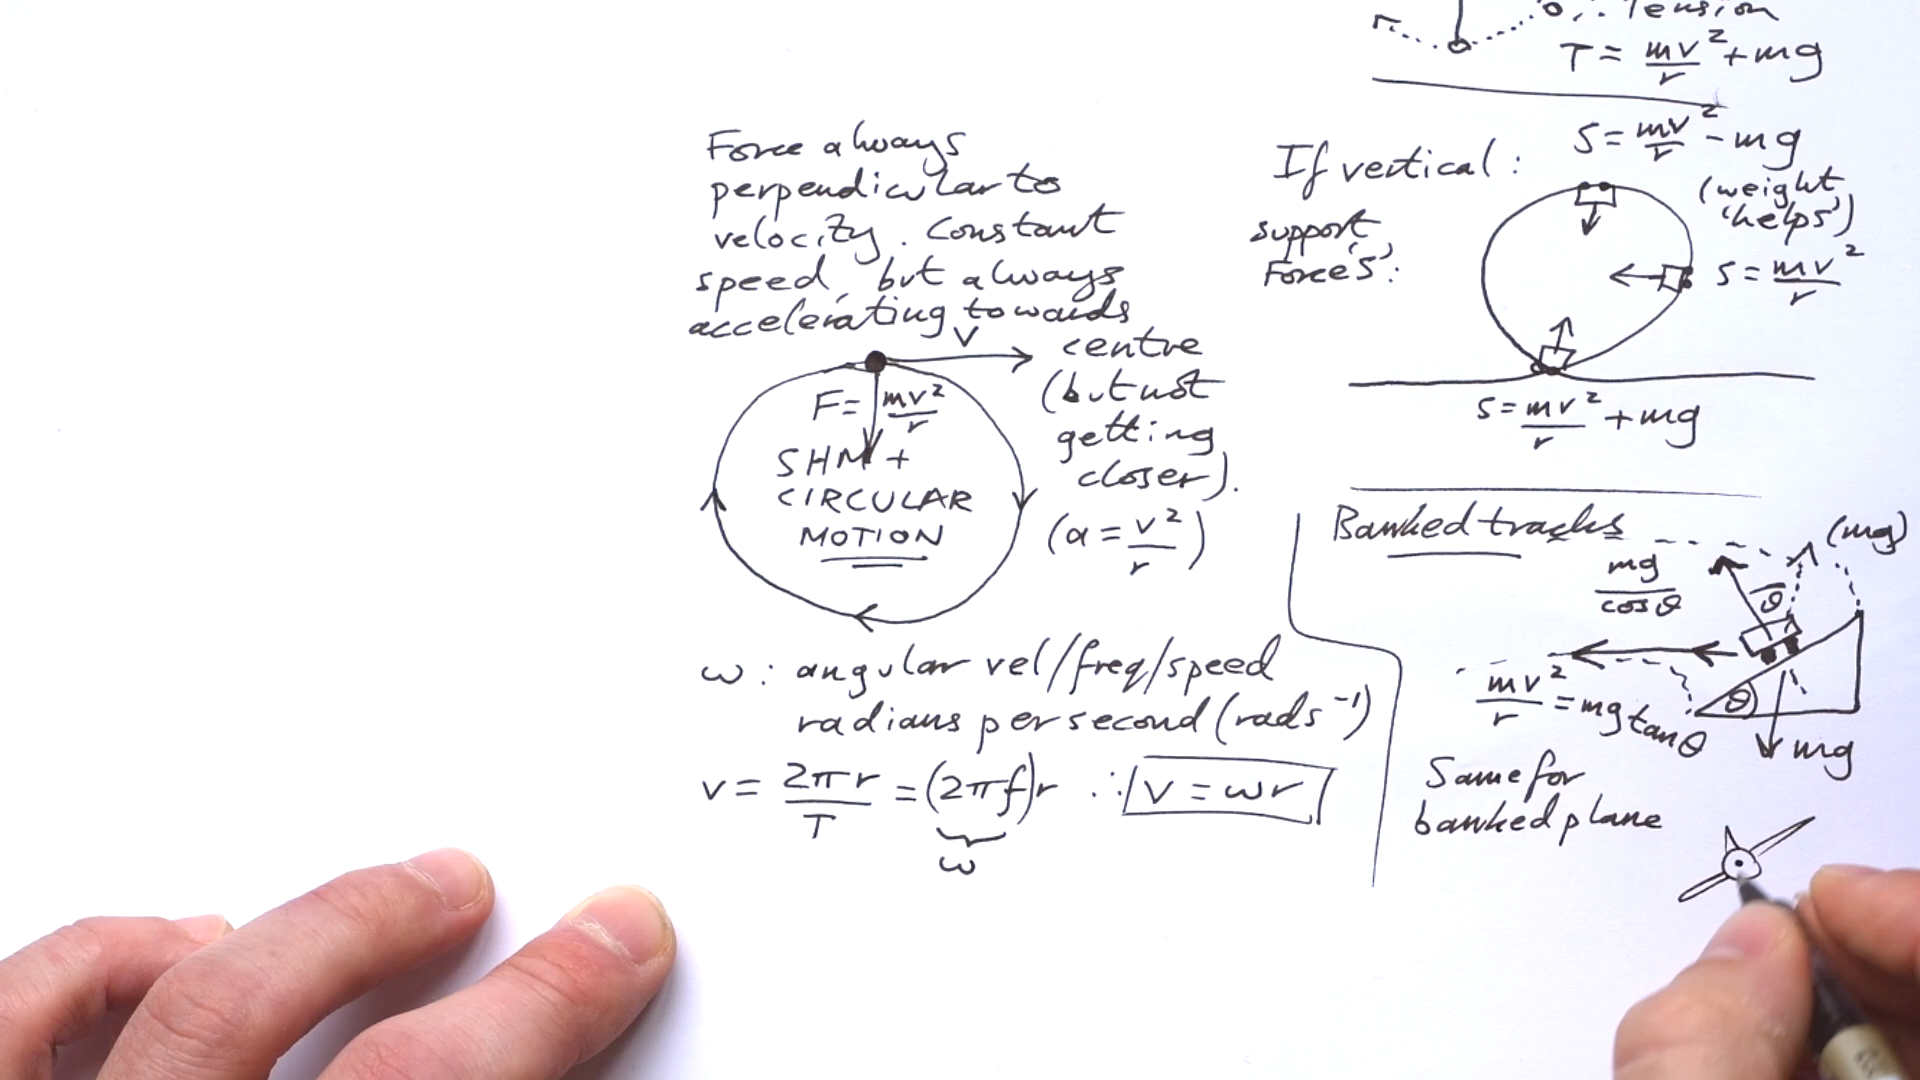 ∴ Tension
r
T = mv²/r + mg
Force always
perpendicular to
velocity. Constant
speed, but always
accelerating towards
centre
(but not
getting
closer).
(a = v²/r)
v
F = mv²/r
SHM +
CIRCULAR
MOTION
ω : angular vel/freq/speed
radians per second (rads⁻¹)
v = 2πr/T = (2πf)r ∴ v = ωr
ω
If vertical :
S = mv²/r - mg
(weight
'helps')
support
Force 'S' :
S = mv²/r
S = mv²/r + mg
Banked tracks
(mg)
mg/cosθ
θ
mv²/r = mg tanθ
θ
mg
Same for
banked plane